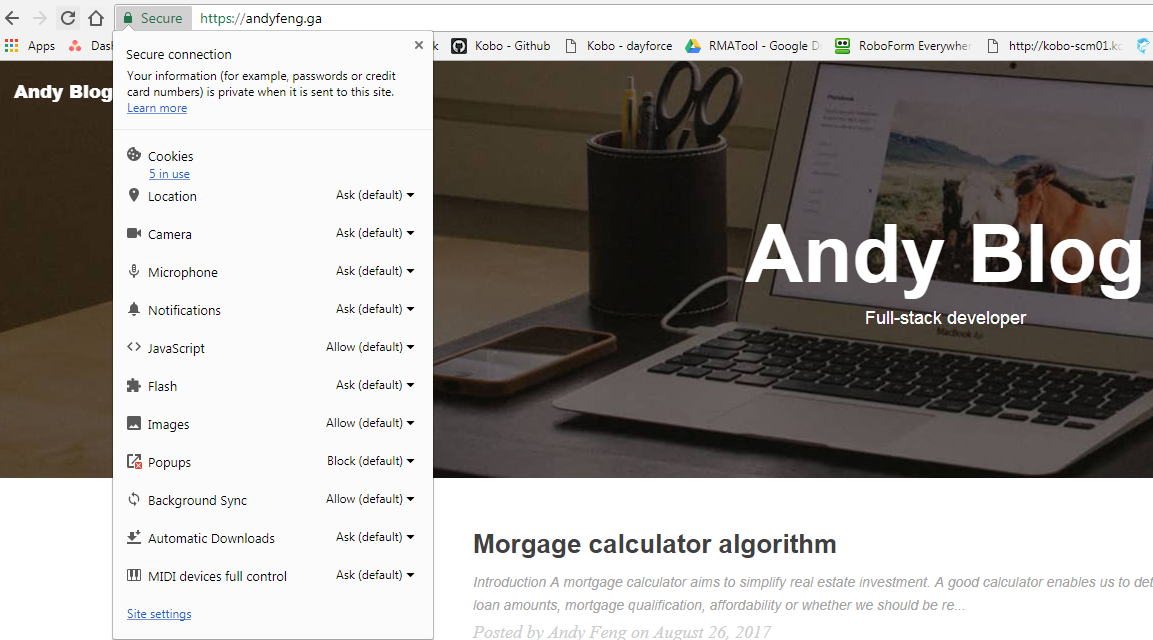 Secure https://andyfeng.ga
Apps Dash k Kobo - Github Kobo - dayforce RMATool - Google D RoboForm Everywher http://kobo-scm01.k
Andy Blog
Secure connection
Your information (for example, passwords or credit
card numbers) is private when it is sent to this site.
Learn more
Cookies
5 in use
Location Ask (default)
Camera Ask (default)
Microphone Ask (default)
Notifications Ask (default)
JavaScript Allow (default)
Flash Ask (default)
Images Allow (default)
Popups Block (default)
Background Sync Allow (default)
Automatic Downloads Ask (default)
MIDI devices full control Ask (default)
Site settings
Andy Blog
Full-stack developer
MacBook Air
Morgage calculator algorithm
Introduction A mortgage calculator aims to simplify real estate investment. A good calculator enables us to det
loan amounts, mortgage qualification, affordability or whether we should be re...
Posted by Andy Feng on August 26, 2017